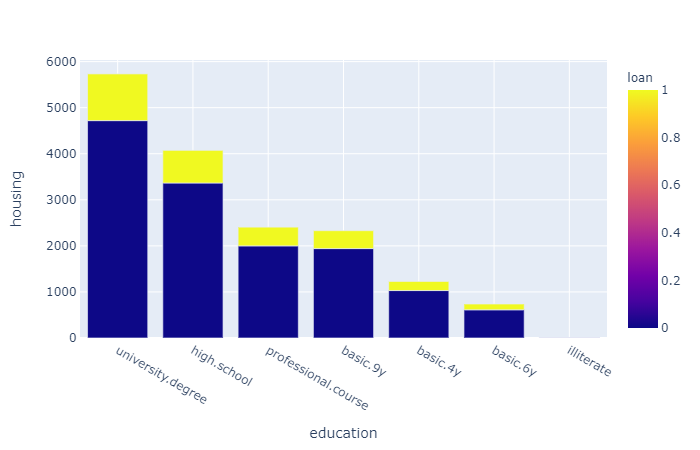 6000
5000
4000
3000
2000
1000
0
housing
university.degree
high.school
professional.course
basic.9y
basic.4y
basic.6y
illiterate
education
loan
1
0.8
0.6
0.4
0.2
0